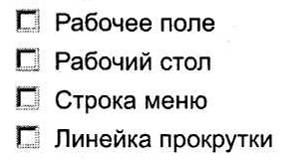 Рабочее поле
Рабочий стол
Строка меню
Линейка прокрутки